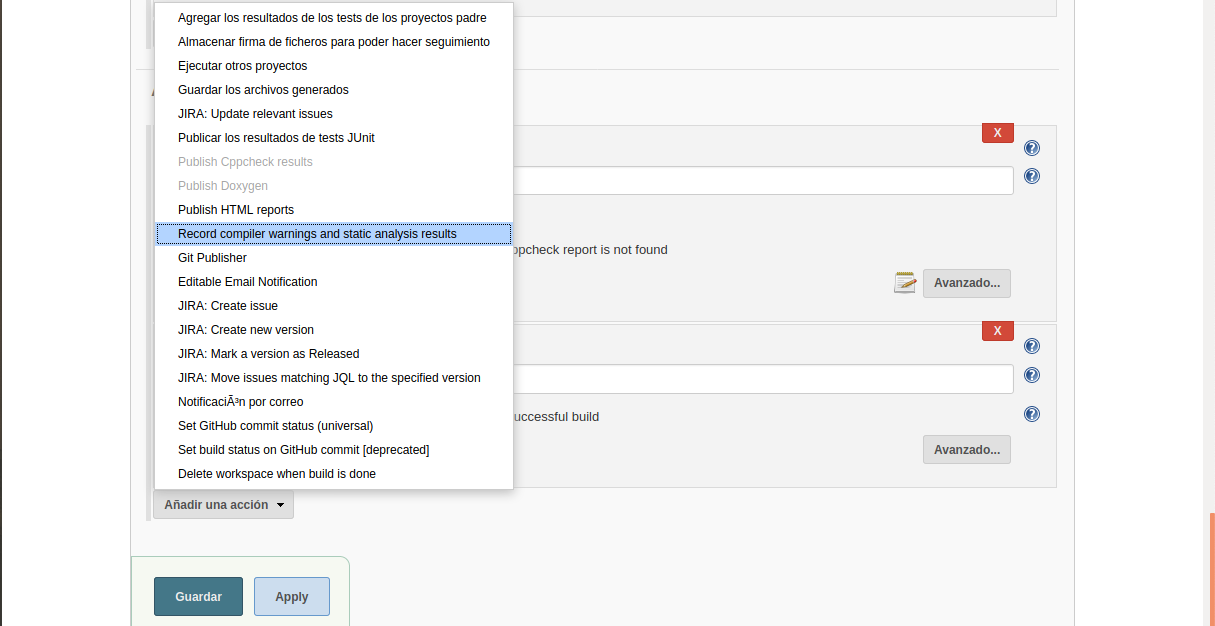 Agregar los resultados de los tests de los proyectos padre
Almacenar firma de ficheros para poder hacer seguimiento
Ejecutar otros proyectos
Guardar los archivos generados
JIRA: Update relevant issues
Publicar los resultados de tests JUnit
Publish Cppcheck results
Publish Doxygen
Publish HTML reports
Record compiler warnings and static analysis results
Git Publisher
Editable Email Notification
JIRA: Create issue
JIRA: Create new version
JIRA: Mark a version as Released
JIRA: Move issues matching JQL to the specified version
NotificaciÃ³n por correo
Set GitHub commit status (universal)
Set build status on GitHub commit [deprecated]
Delete workspace when build is done
X
?
?
ppcheck report is not found
Avanzado...
X
?
?
uccessful build
?
Avanzado...
Añadir una acción
Guardar
Apply